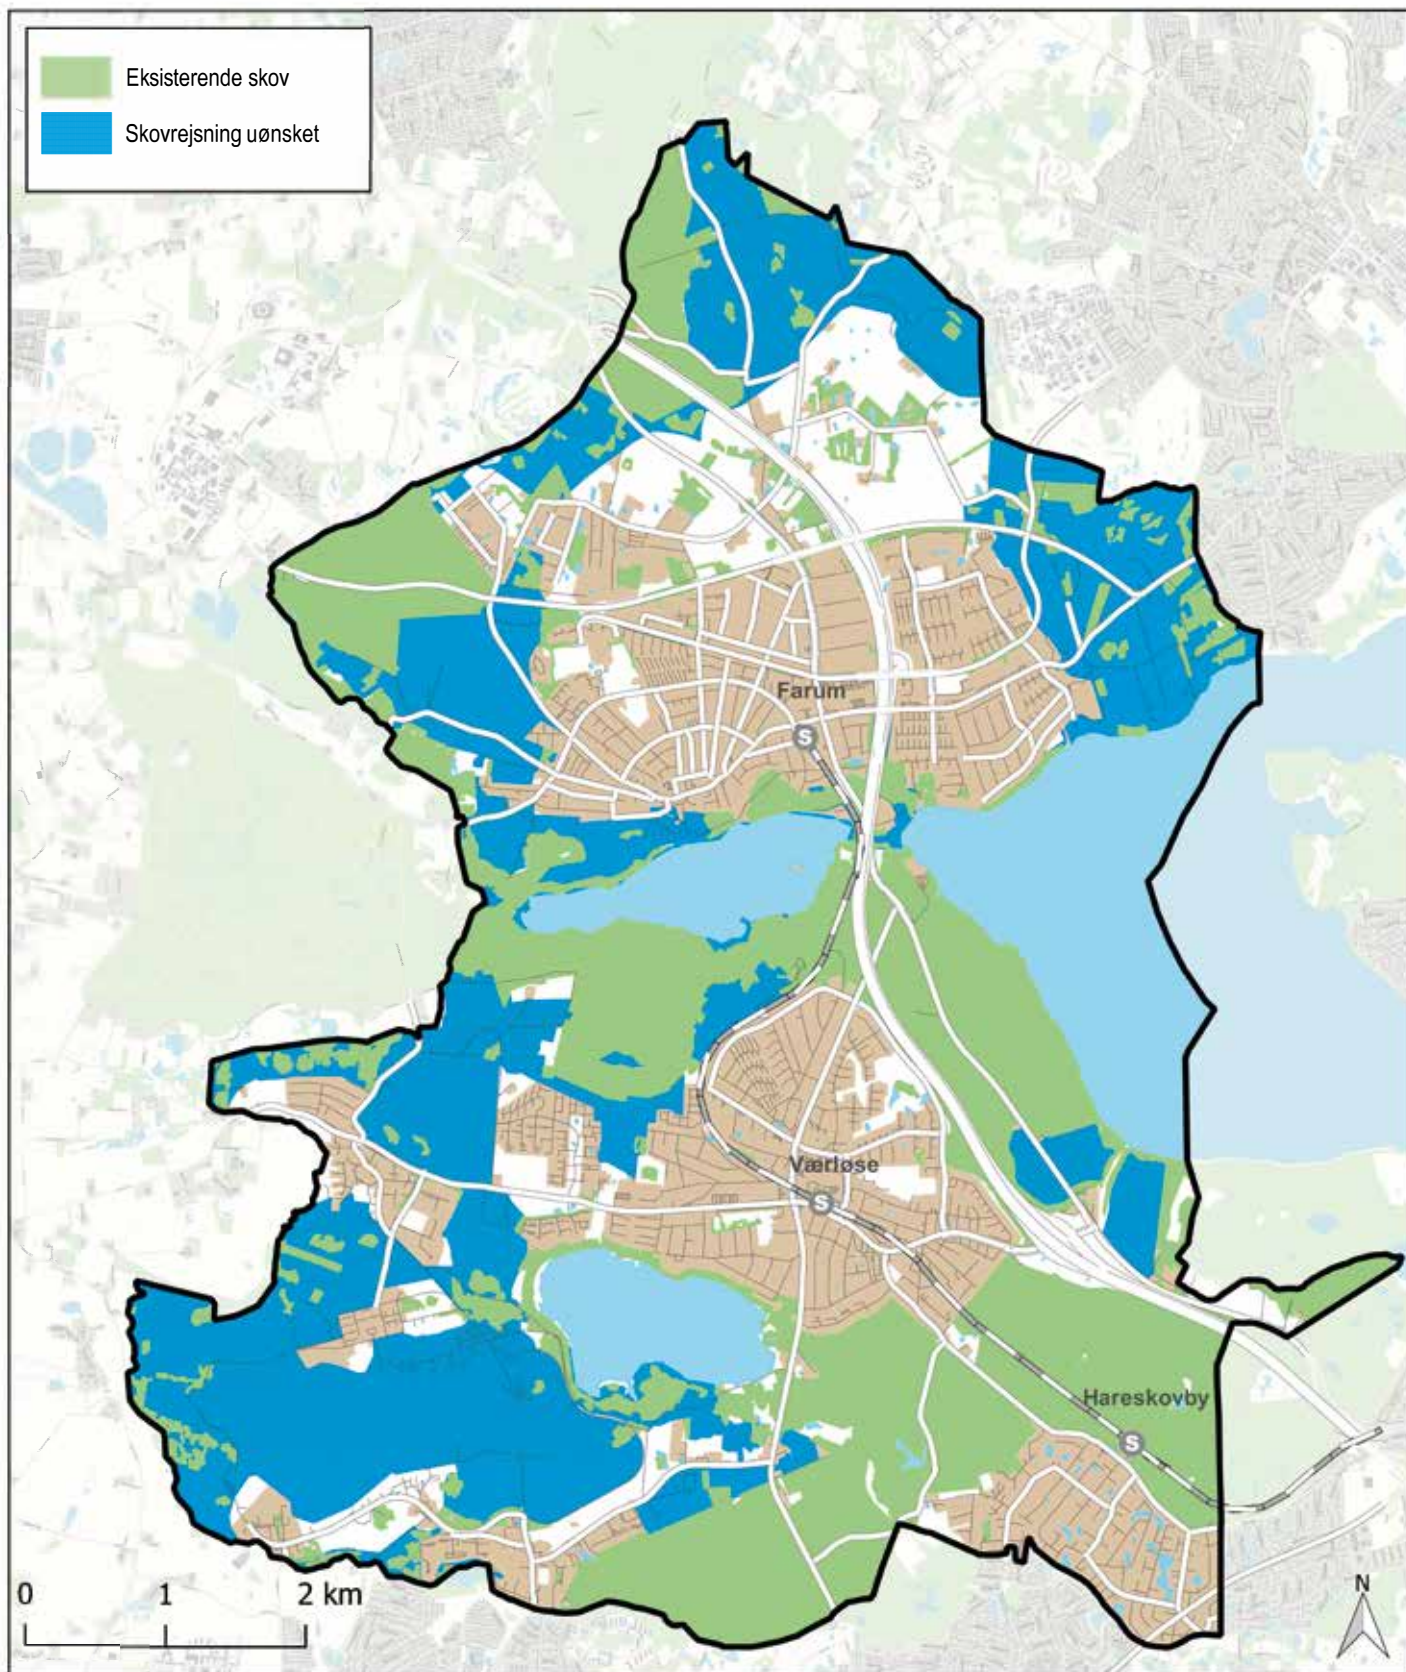 Eksisterende skov
Skovrejsning uønsket
Farum
S
Værløse
S
Hareskovby
S
0 1 2 km
N